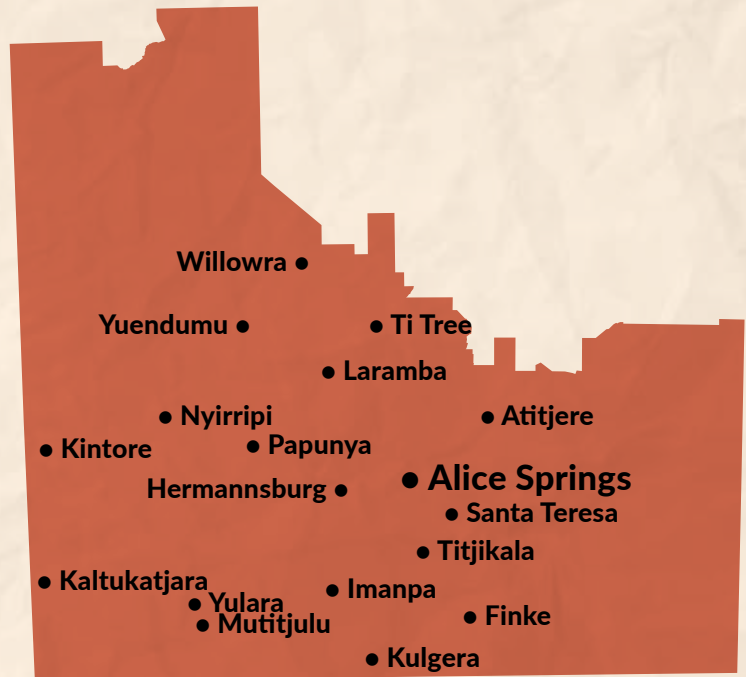 Willowra
Yuendumu
Ti Tree
Laramba
Nyirripi
Atitjere
Kintore
Papunya
Hermannsburg
Alice Springs
Santa Teresa
Titjikala
Kaltukatjara
Imanpa
Yulara
Mutitjulu
Finke
Kulgera